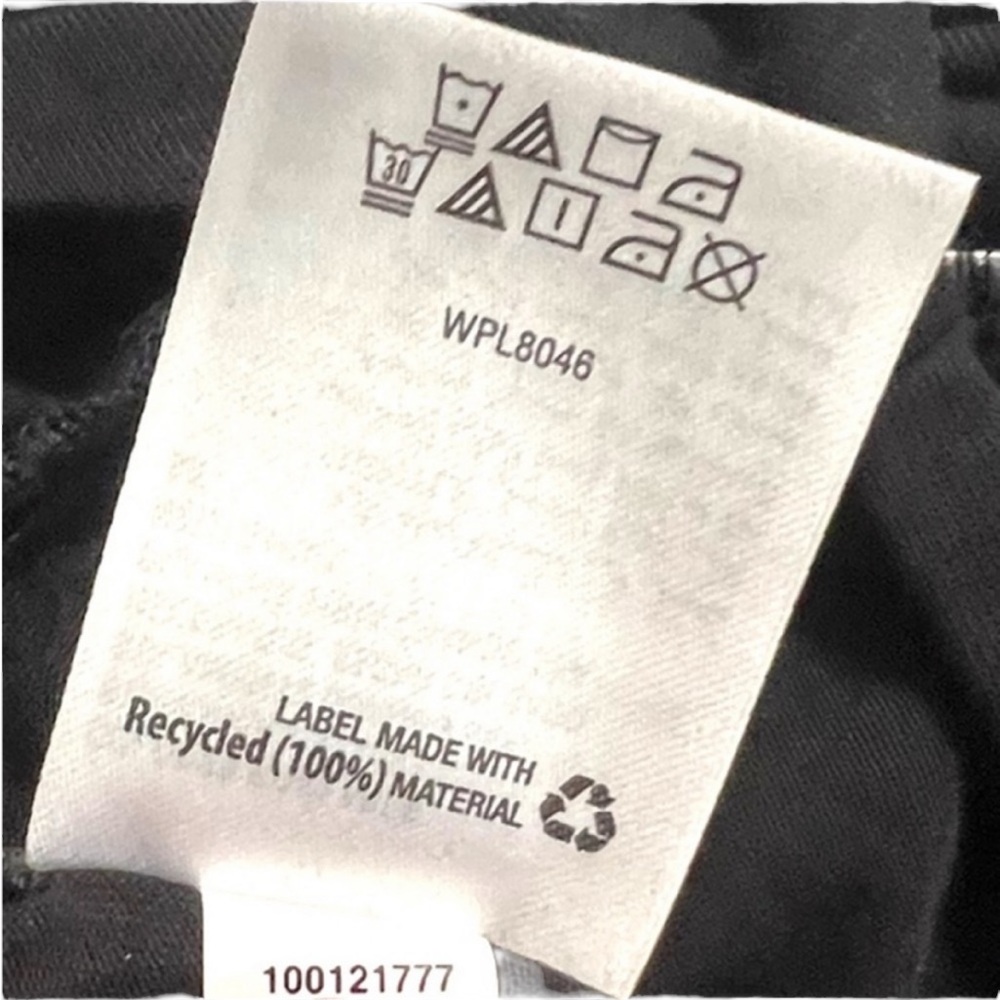 30
WPL8046
LABEL MADE WITH
Recycled (100%) MATERIAL
100121777